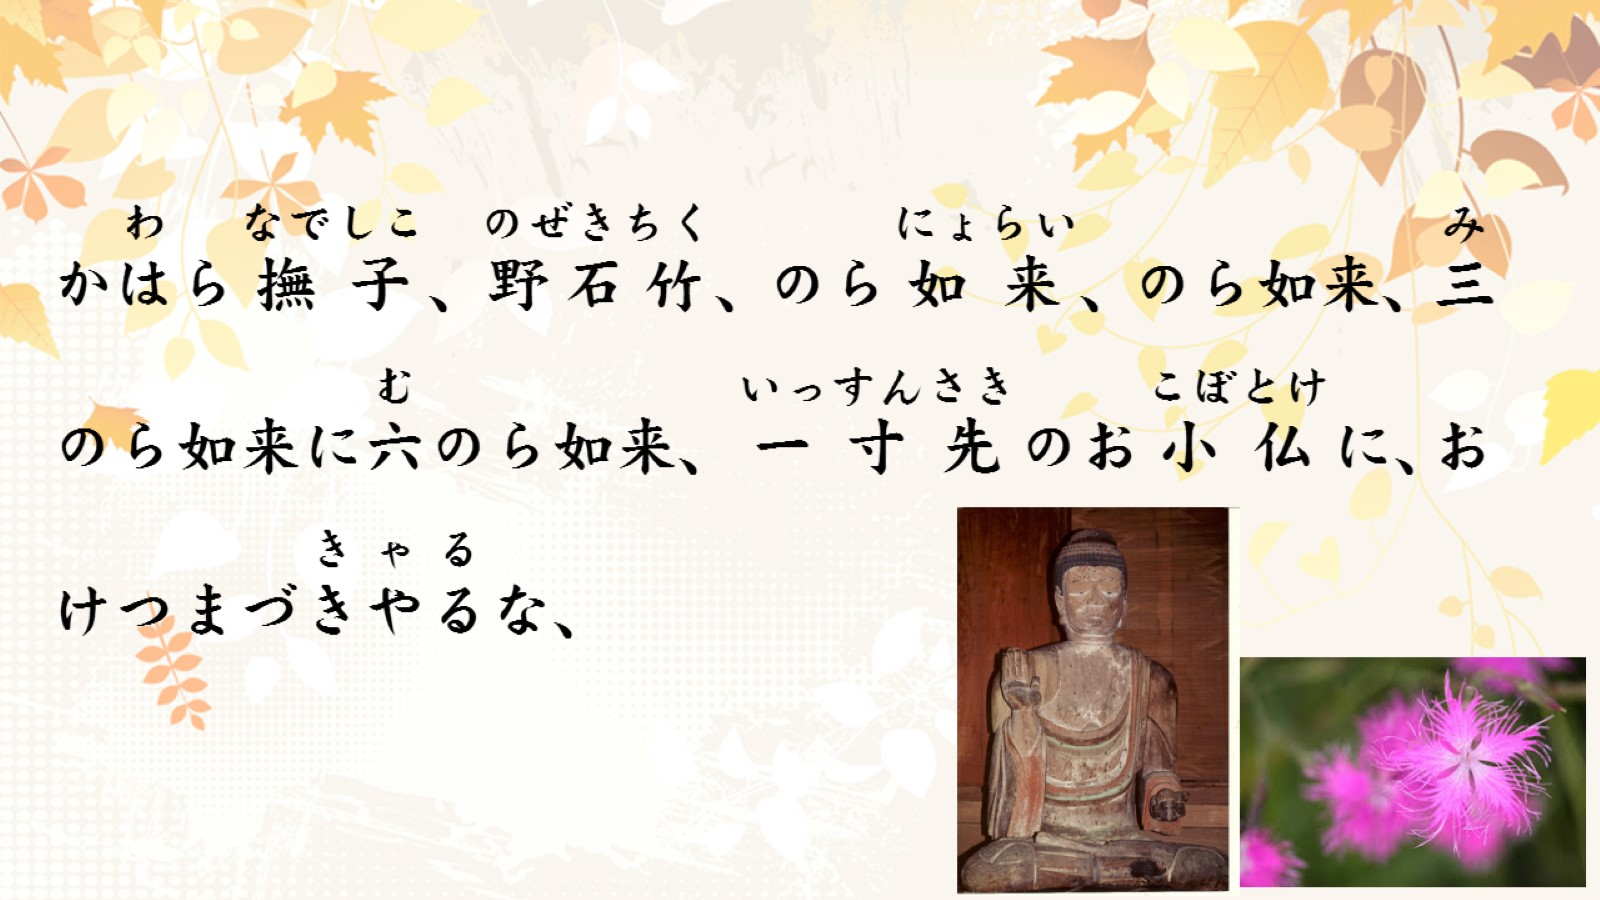 わ なでしこ のぜきちく にょらい み
かはら撫子、野石竹、のら如来、のら如来、三
む いっすんさき こぼとけ
のら如来に六のら如来、一寸先のお小仏に、お
きゃる
けつまづきやるな、